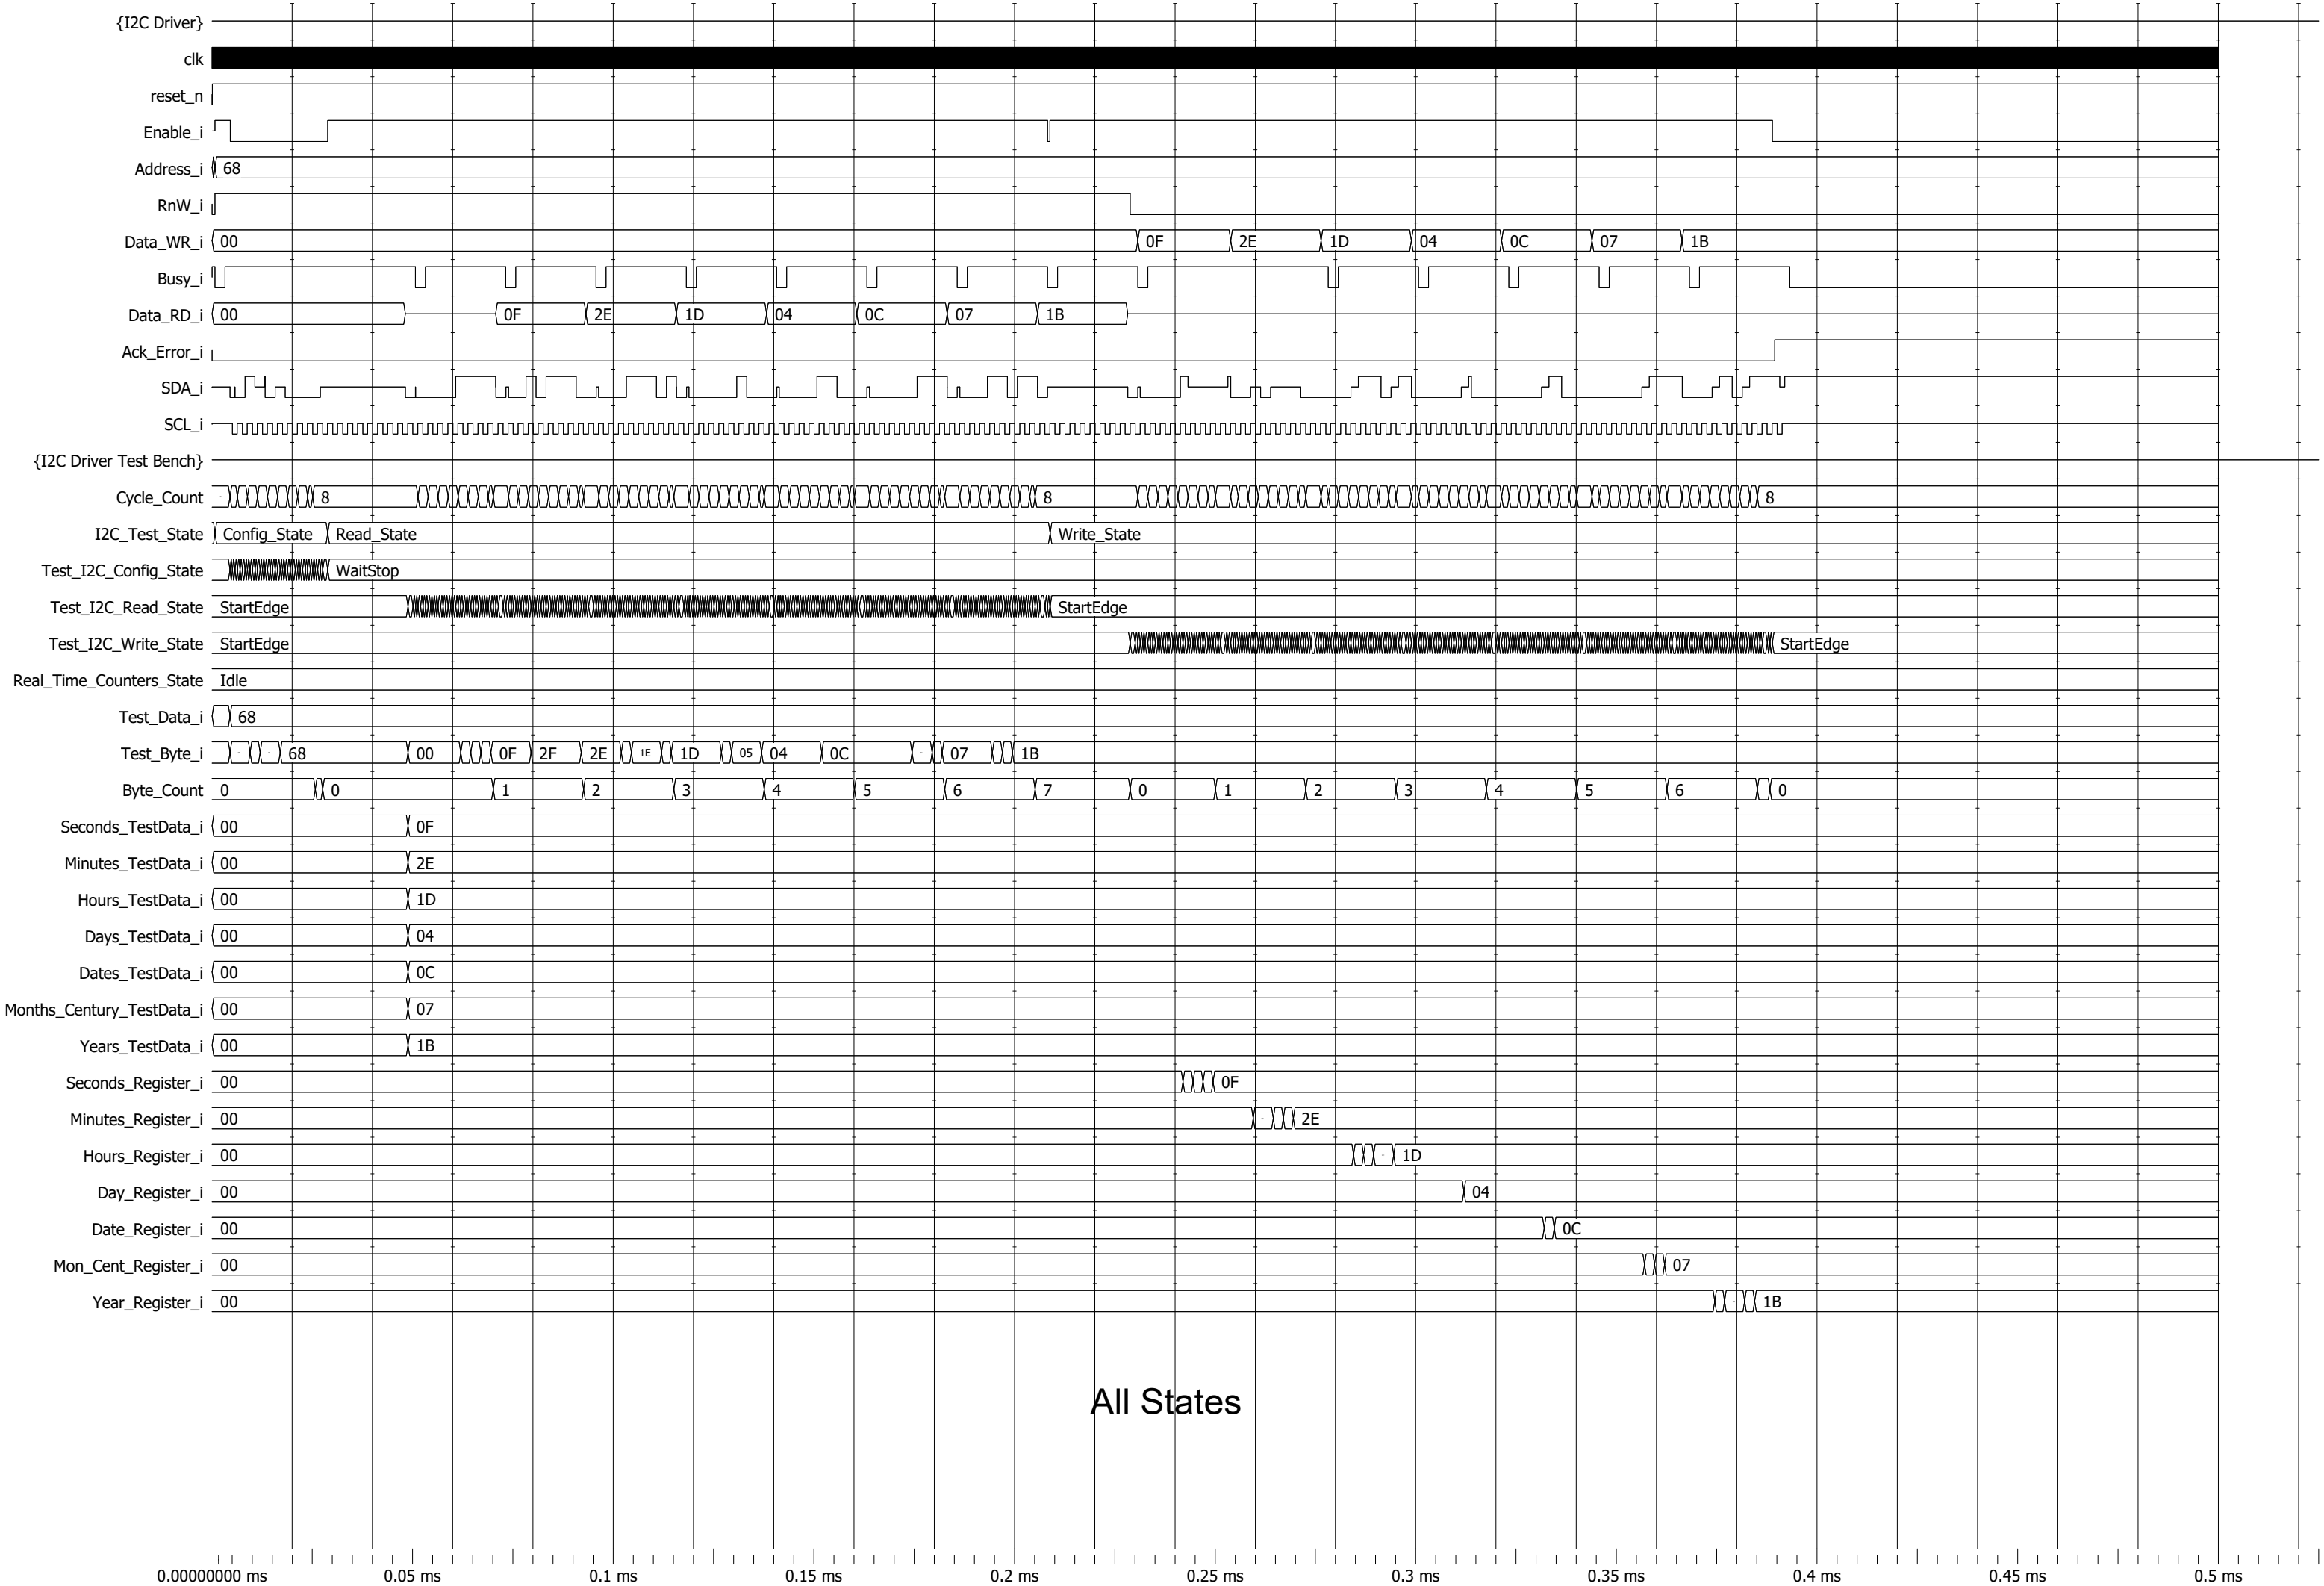 {I2C Driver}
clk
reset_n
Enable_i
Address_i 68
RnW_i
Data_WR_i 00 0F 2E 1D 04 0C 07 1B
Busy_i
Data_RD_i 00 0F 2E 1D 04 0C 07 1B
Ack_Error_i
SDA_i
SCL_i
{I2C Driver Test Bench}
Cycle_Count 8 8 8
I2C_Test_State Config_State Read_State Write_State
Test_I2C_Config_State WaitStop
Test_I2C_Read_State StartEdge StartEdge
Test_I2C_Write_State StartEdge StartEdge
Real_Time_Counters_State Idle
Test_Data_i 68
Test_Byte_i 68 00 0F 2F 2E 1E 1D 05 04 0C 07 1B
Byte_Count 0 0 1 2 3 4 5 6 7 0 1 2 3 4 5 6 0
Seconds_TestData_i 00 0F
Minutes_TestData_i 00 2E
Hours_TestData_i 00 1D
Days_TestData_i 00 04
Dates_TestData_i 00 0C
Months_Century_TestData_i 00 07
Years_TestData_i 00 1B
Seconds_Register_i 00 0F
Minutes_Register_i 00 2E
Hours_Register_i 00 1D
Day_Register_i 00 04
Date_Register_i 00 0C
Mon_Cent_Register_i 00 07
Year_Register_i 00 1B
All States
0.00000000 ms 0.05 ms 0.1 ms 0.15 ms 0.2 ms 0.25 ms 0.3 ms 0.35 ms 0.4 ms 0.45 ms 0.5 ms